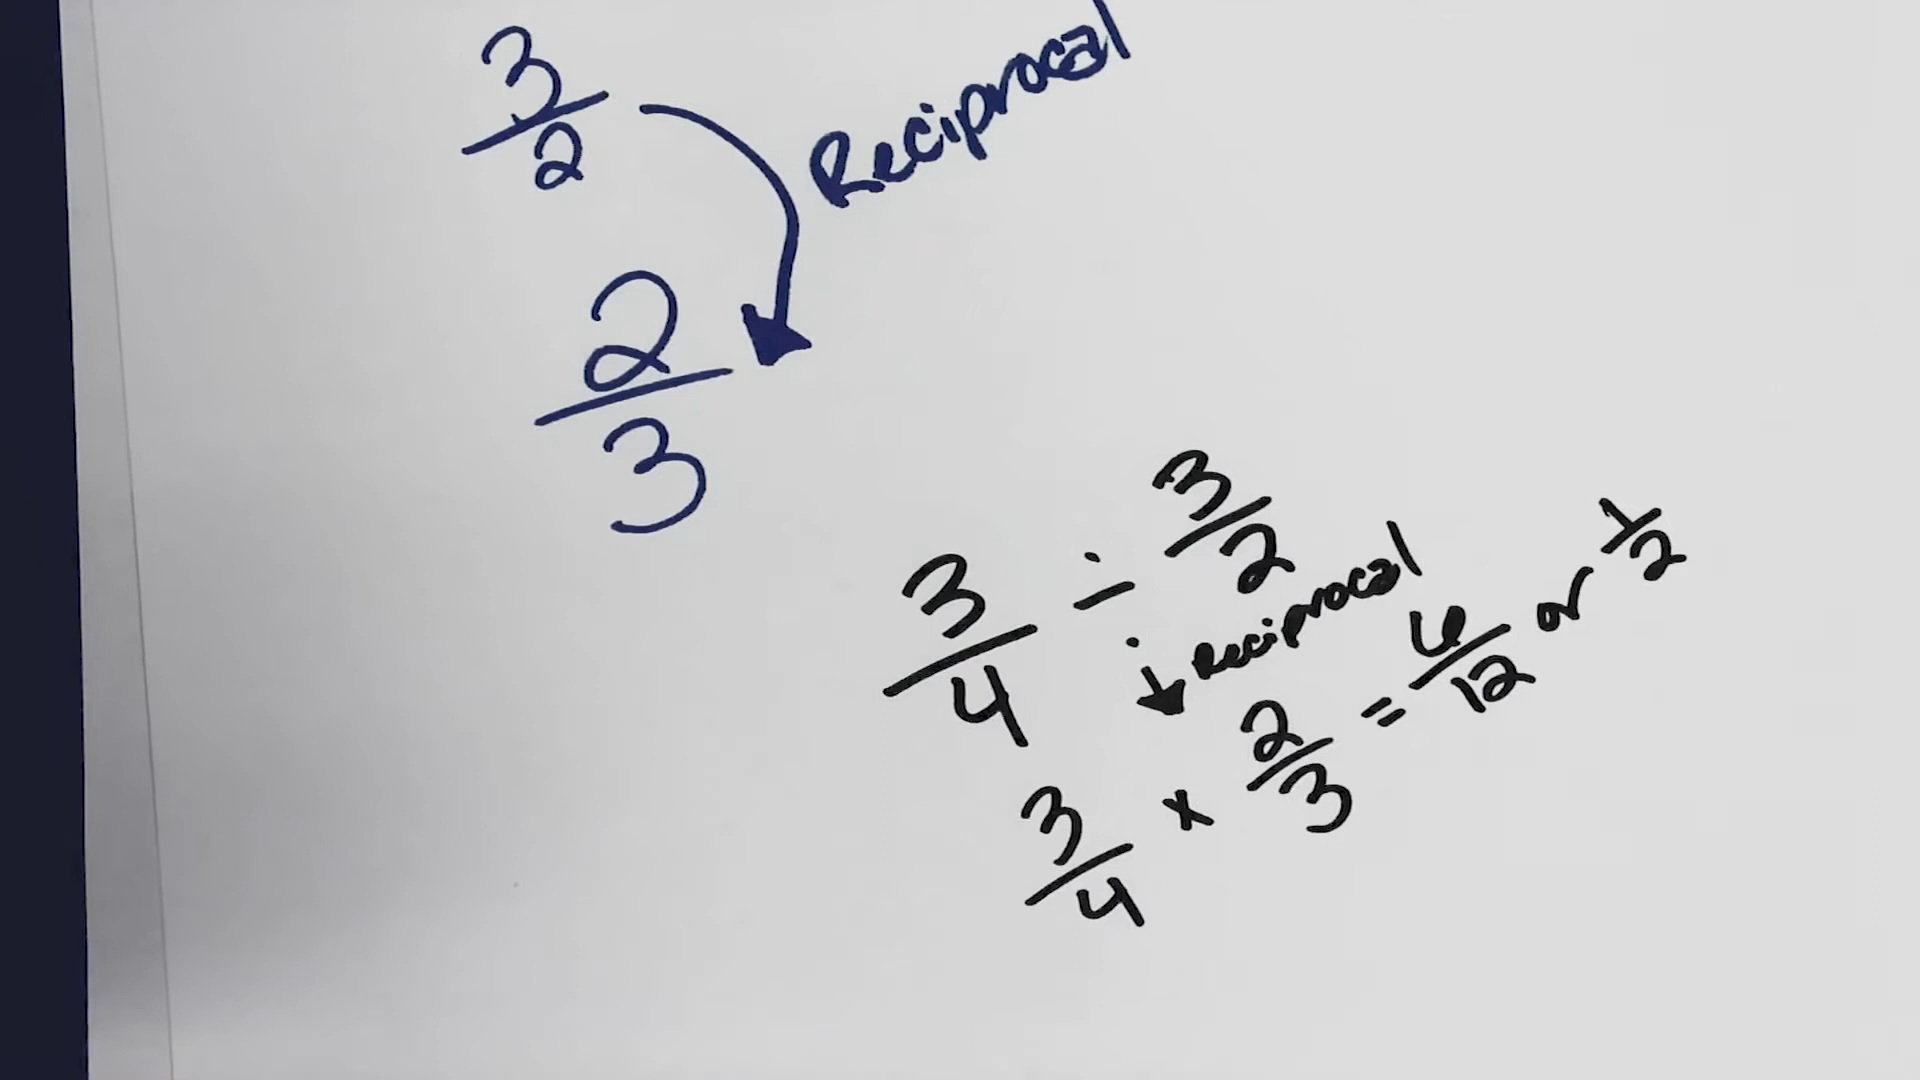 3/2 Reciprocal
2/3
3/4 ÷ 3/2
Reciprocal
3/4 x 2/3 = 6/12 or 1/2